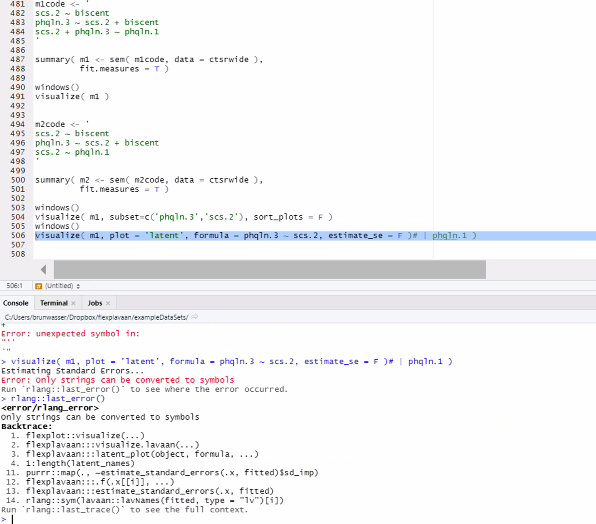 481 m1code <- '
482 scs.2 ~ biscent
483 phqln.3 ~ scs.2 + biscent
484 scs.2 + phqln.3 ~ phqln.1
485 '
486
487 summary( m1 <- sem( m1code, data = ctsrwide ),
488 fit.measures = T )
489
490 windows()
491 visualize( m1 )
492
493
494 m2code <- '
495 scs.2 ~ biscent
496 phqln.3 ~ scs.2 + biscent
497 scs.2 ~ phqln.1
498 '
499
500 summary( m2 <- sem( m2code, data = ctsrwide ),
501 fit.measures = T )
502
503 windows()
504 visualize( m1, subset=c('phqln.3','scs.2'), sort_plots = F )
505 windows()
506 visualize( m1, plot = 'latent', formula = phqln.3 ~ scs.2, estimate_se = F )# | phqln.1 )
507
508
506:1 (Untitled)
Console Terminal × Jobs ×
C:/Users/brunwasser/Dropbox/flexplavaan/exampleDataSets/
+
Error: unexpected symbol in:
"''
`"
> visualize( m1, plot = 'latent', formula = phqln.3 ~ scs.2, estimate_se = F )# | phqln.1 )
Estimating Standard Errors...
Error: Only strings can be converted to symbols
Run `rlang::last_error()` to see where the error occurred.
> rlang::last_error()
<error/rlang_error>
Only strings can be converted to symbols
Backtrace:
1. flexplot::visualize(...)
2. flexplavaan:::visualize.lavaan(...)
3. flexplavaan:::latent_plot(object, formula, ...)
4. 1:length(latent_names)
11. purrr::map(., ~estimate_standard_errors(.x, fitted)$sd_imp)
12. flexplavaan:::.f(.x[[i]], ...)
13. flexplavaan:::estimate_standard_errors(.x, fitted)
14. rlang::sym(lavaan::lavNames(fitted, type = "lv")[i])
Run `rlang::last_trace()` to see the full context.
>